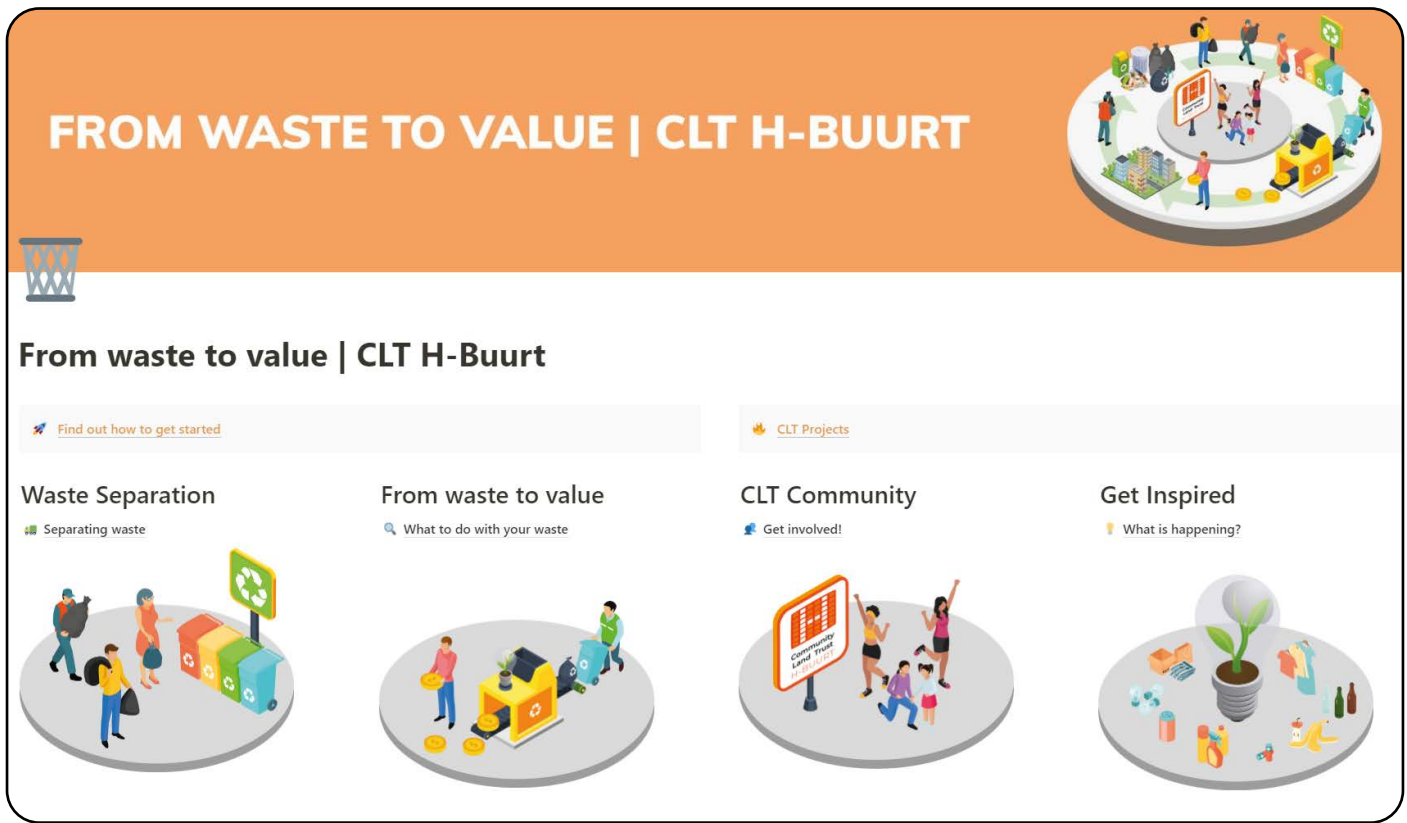 FROM WASTE TO VALUE | CLT H-BUURT
From waste to value | CLT H-Buurt
Find out how to get started
CLT Projects
Waste Separation
Separating waste
From waste to value
What to do with your waste
CLT Community
Get involved!
Get Inspired
What is happening?
Community
Land Trust
H-BUURT